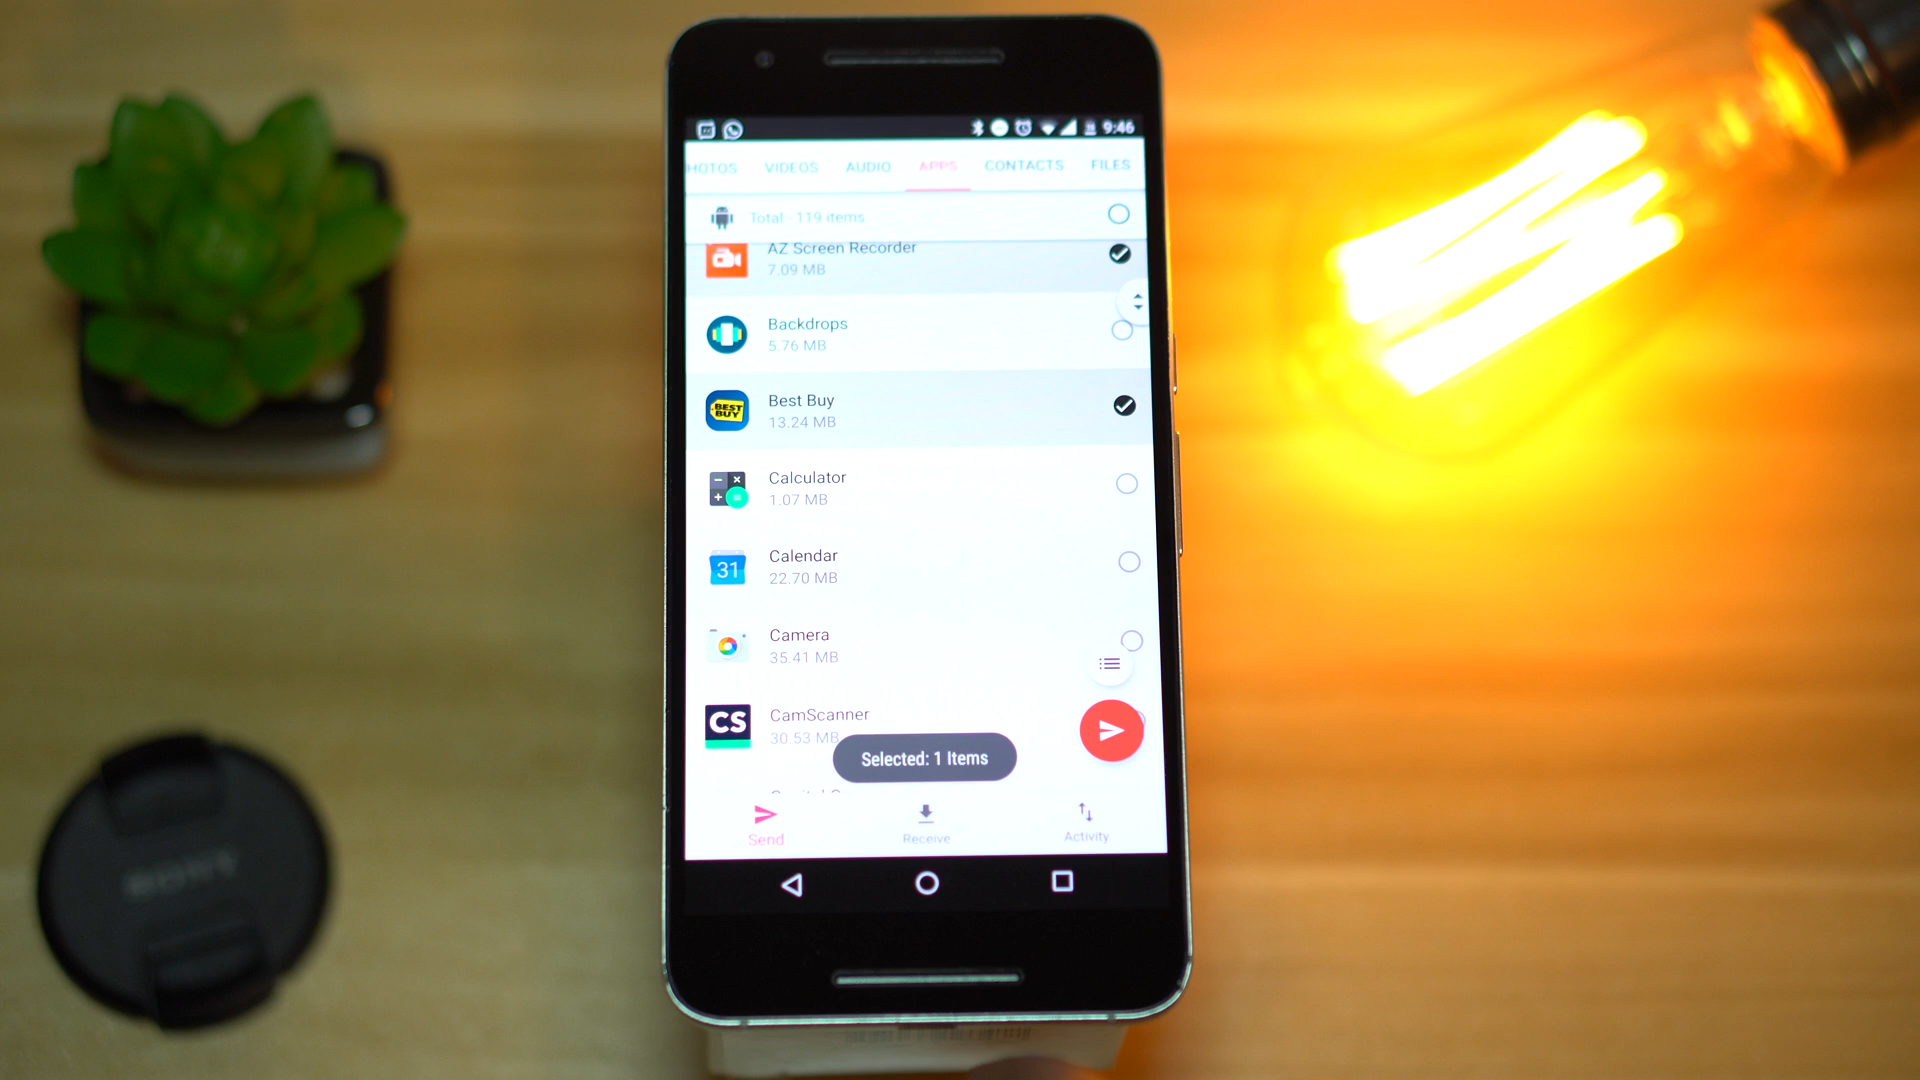 9:46
HOTOS VIDEOS AUDIO APPS CONTACTS FILES
Total - 119 items
AZ Screen Recorder
7.09 MB
Backdrops
5.76 MB
BEST
BUY
Best Buy
13.24 MB
Calculator
1.07 MB
31
Calendar
22.70 MB
Camera
35.41 MB
CS
CamScanner
30.53 MB
Selected: 1 Items
Send
Receive
Activity
SONY